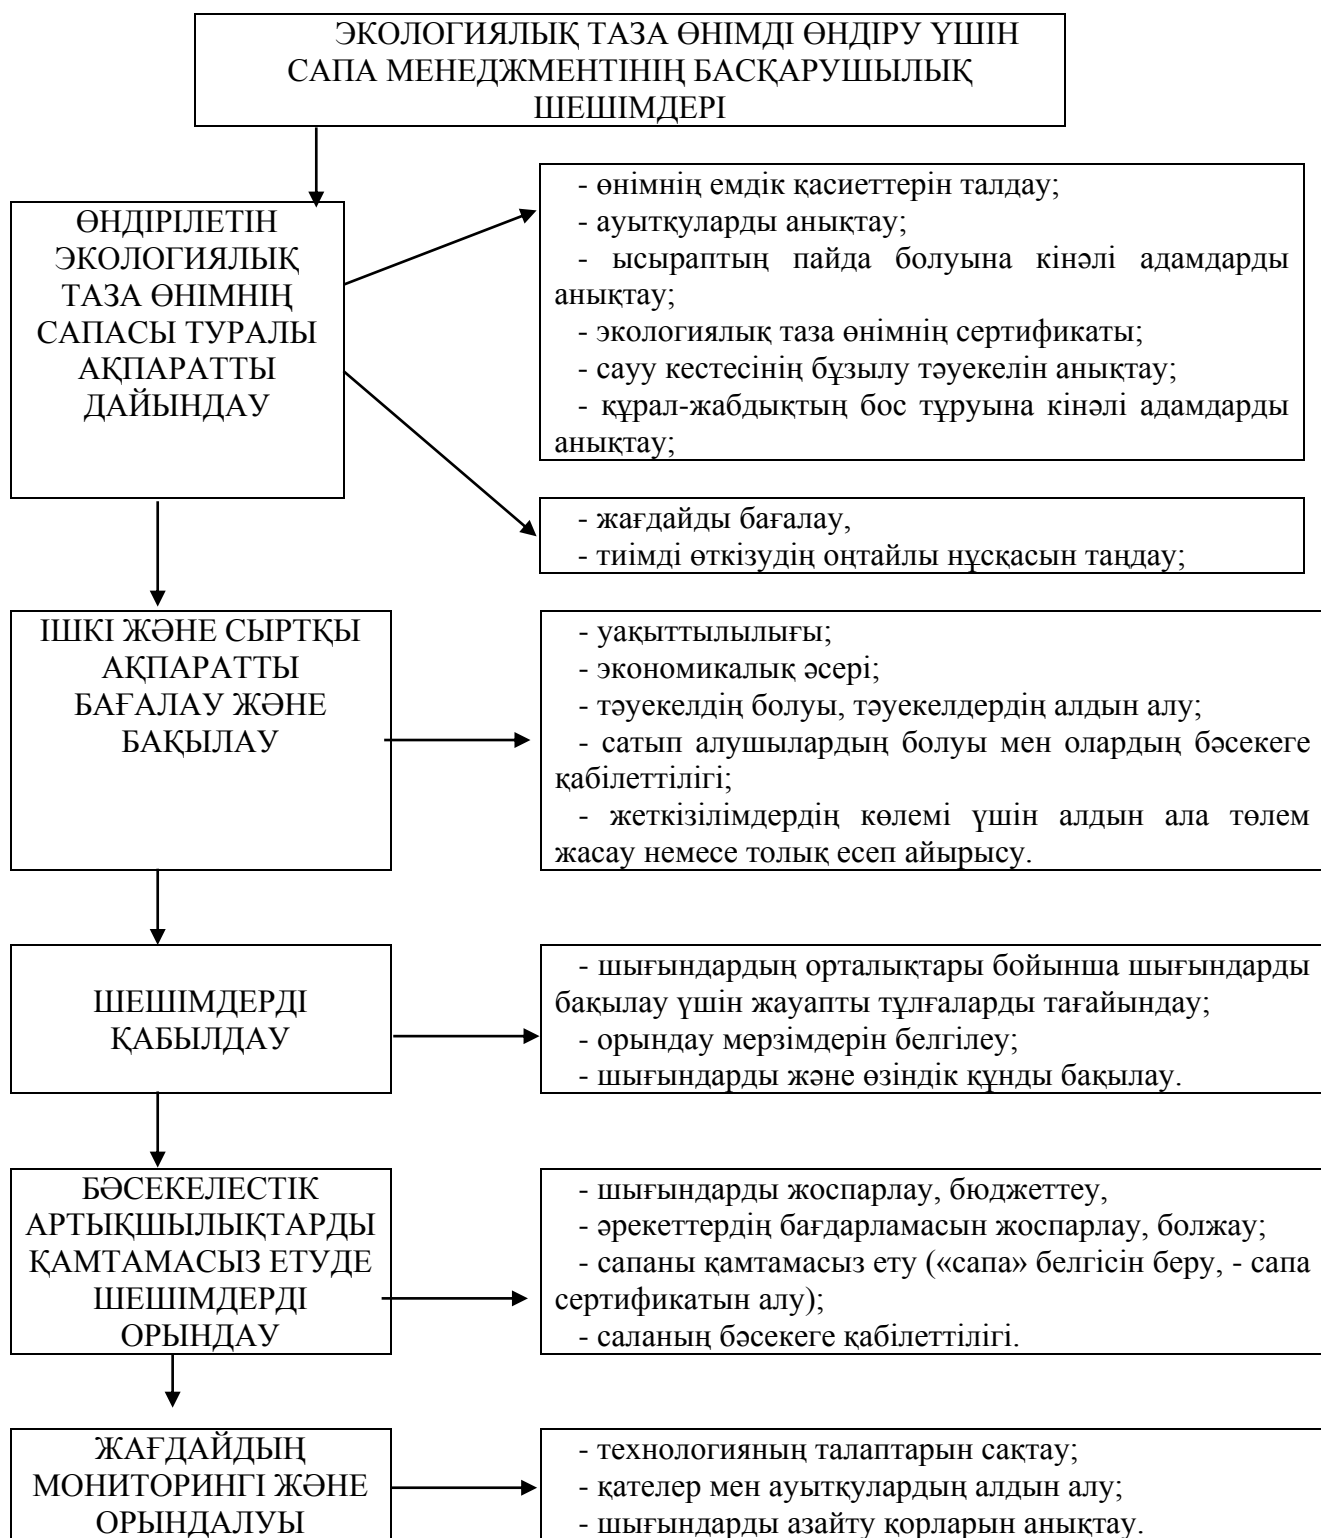 ЭКОЛОГИЯЛЫҚ ТАЗА ӨНІМДІ ӨНДІРУ ҮШІН
САПА МЕНЕДЖМЕНТІНІҢ БАСҚАРУШЫЛЫҚ
ШЕШІМДЕРІ
ӨНДІРІЛЕТІН
ЭКОЛОГИЯЛЫҚ
ТАЗА ӨНІМНІҢ
САПАСЫ ТУРАЛЫ
АҚПАРАТТЫ
ДАЙЫНДАУ
- өнімнің емдік қасиеттерін талдау;
- ауытқуларды анықтау;
- ысыраптың пайда болуына кінәлі адамдарды
анықтау;
- экологиялық таза өнімнің сертификаты;
- сауу кестесінің бұзылу тәуекелін анықтау;
- құрал-жабдықтың бос тұруына кінәлі адамдарды
анықтау;
- жағдайды бағалау,
- тиімді өткізудің оңтайлы нұсқасын таңдау;
ІШКІ ЖӘНЕ СЫРТҚЫ
АҚПАРАТТЫ
БАҒАЛАУ ЖӘНЕ
БАҚЫЛАУ
- уақыттылылығы;
- экономикалық әсері;
- тәуекелдің болуы, тәуекелдердің алдын алу;
- сатып алушылардың болуы мен олардың бәсекеге
қабілеттілігі;
- жеткізілімдердің көлемі үшін алдын ала төлем
жасау немесе толық есеп айырысу.
ШЕШІМДЕРДІ
ҚАБЫЛДАУ
- шығындардың орталықтары бойынша шығындарды
бақылау үшін жауапты тұлғаларды тағайындау;
- орындау мерзімдерін белгілеу;
- шығындарды және өзіндік құнды бақылау.
БӘСЕКЕЛЕСТІК
АРТЫҚШЫЛЫҚТАРДЫ
ҚАМТАМАСЫЗ ЕТУДЕ
ШЕШІМДЕРДІ
ОРЫНДАУ
- шығындарды жоспарлау, бюджеттеу,
- әрекеттердің бағдарламасын жоспарлау, болжау;
- сапаны қамтамасыз ету («сапа» белгісін беру, - сапа
сертификатын алу);
- саланың бәсекеге қабілеттілігі.
ЖАҒДАЙДЫҢ
МОНИТОРИНГІ ЖӘНЕ
ОРЫНДАЛУЫ
- технологияның талаптарын сақтау;
- қателер мен ауытқулардың алдын алу;
- шығындарды азайту қорларын анықтау.